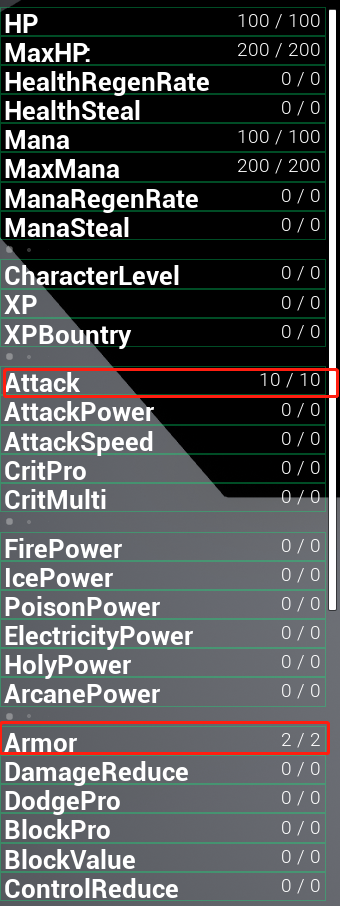 HP 100 / 100
MaxHP: 200 / 200
HealthRegenRate 0 / 0
HealthSteal 0 / 0
Mana 100 / 100
MaxMana 200 / 200
ManaRegenRate 0 / 0
ManaSteal 0 / 0
CharacterLevel 0 / 0
XP 0 / 0
XPBountry 0 / 0
Attack 10 / 10
AttackPower 0 / 0
AttackSpeed 0 / 0
CritPro 0 / 0
CritMulti 0 / 0
FirePower 0 / 0
IcePower 0 / 0
PoisonPower 0 / 0
ElectricityPower 0 / 0
HolyPower 0 / 0
ArcanePower 0 / 0
Armor 2 / 2
DamageReduce 0 / 0
DodgePro 0 / 0
BlockPro 0 / 0
BlockValue 0 / 0
ControlReduce 0 / 0